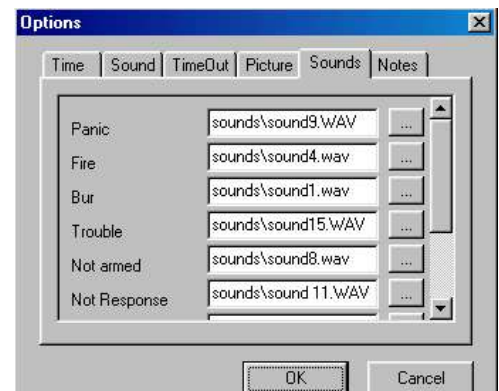 Options
Time Sound TimeOut Picture Sounds Notes
Panic sounds\sound9.WAV ...
Fire sounds\sound4.wav ...
Bur sounds\sound1.wav ...
Trouble sounds\sound15.WAV ...
Not armed sounds\sound8.wav ...
Not Response sounds\sound 11.WAV ...
OK Cancel